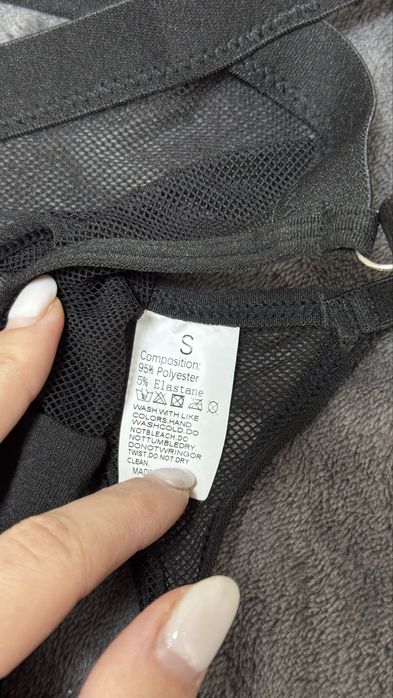 S
Composition:
95% Polyester
5% Elastane
WASH WITH LIKE
COLORS.HAND
WASHCOLD.DO
NOTBLEACH.DO
NOTTUMBLEDRY
DONOTWRINGOR
TWIST.DO NOT DRY
CLEAN.